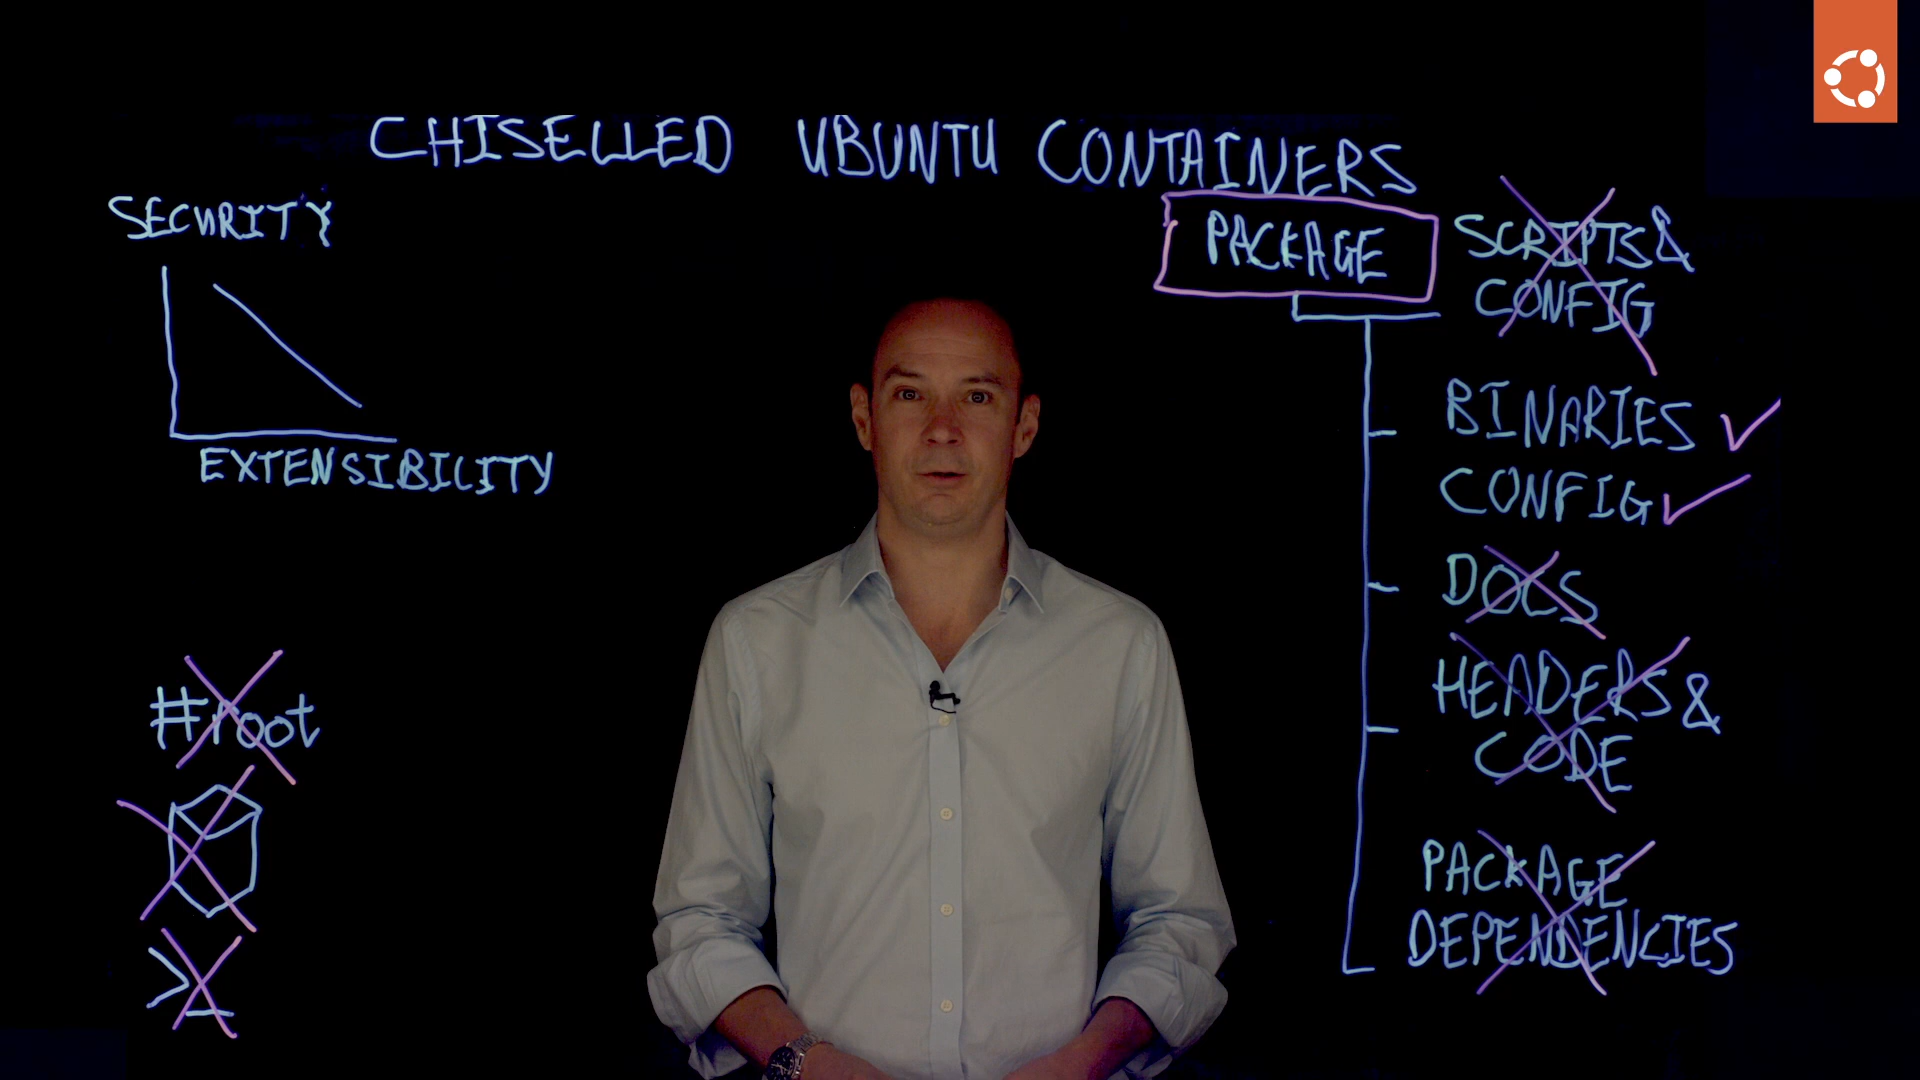 CHISELLED UBUNTU CONTAINERS
SECURITY
EXTENSIBILITY
#root
>_
PACKAGE
SCRIPTS &
CONFIG
BINARIES ✓
CONFIG ✓
DOCS
HEADERS &
CODE
PACKAGE
DEPENDENCIES